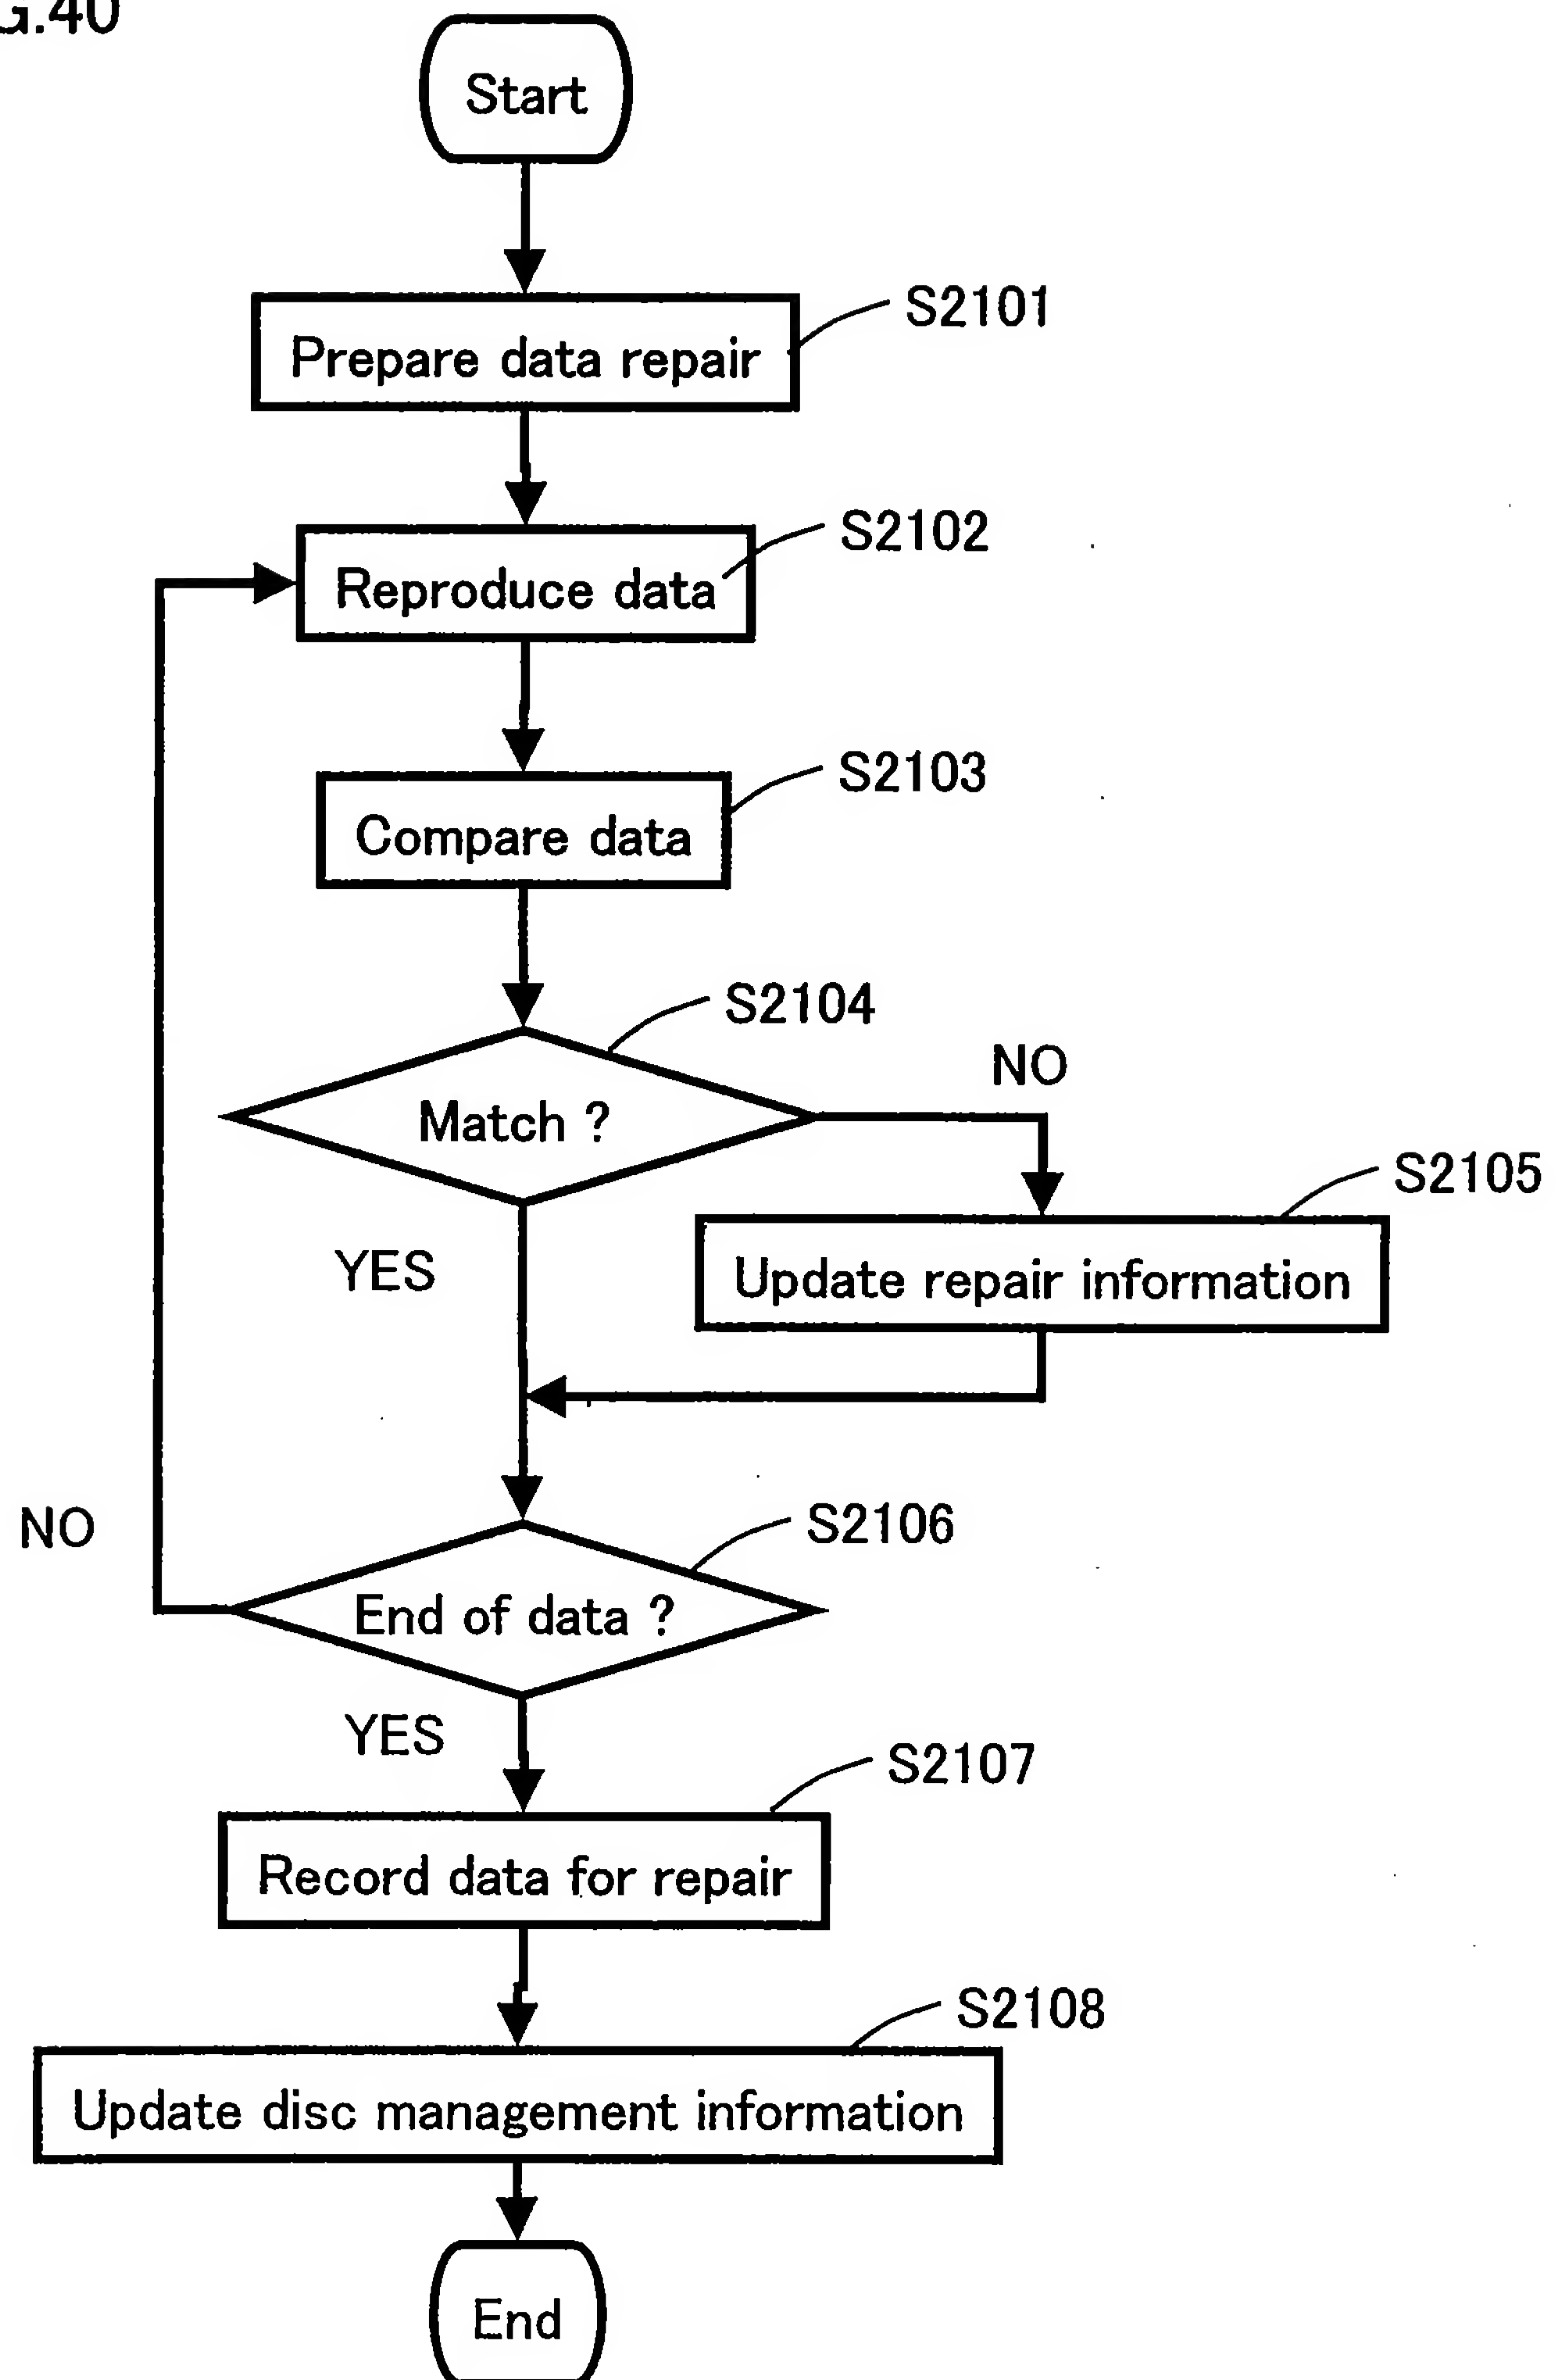 G.40
Start
S2101
Prepare data repair
S2102
Reproduce data
S2103
Compare data
S2104
NO
Match ?
S2105
YES
Update repair information
NO
S2106
End of data ?
YES
S2107
Record data for repair
S2108
Update disc management information
End